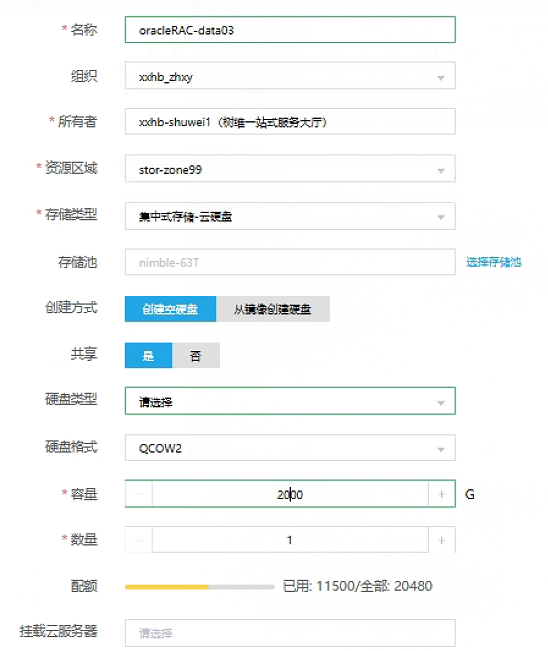 * 名称 oracleRAC-data03
组织 xxhb_zhxy
* 所有者 xxhb-shuwei1（树维一站式服务大厅）
* 资源区域 stor-zone99
* 存储类型 集中式存储-云硬盘
存储池 nimble-63T 选择存储池
创建方式 创建空硬盘 从镜像创建硬盘
共享 是 否
硬盘类型 请选择
硬盘格式 QCOW2
* 容量 − 2000 + G
* 数量 − 1 +
配额 已用: 11500/全部: 20480
挂载云服务器 请选择